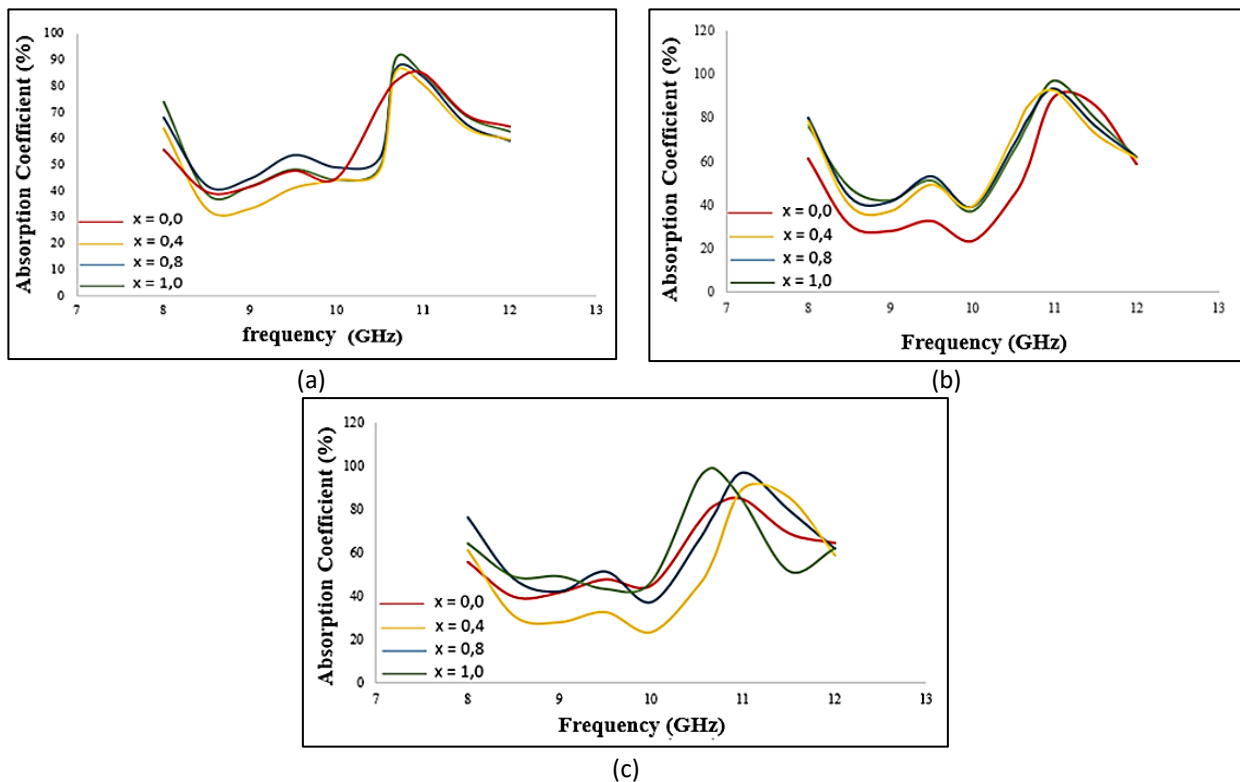 Absorption Coefficient (%)
100
90
80
70
60
50
40
30
20
10
0
x = 0,0
x = 0,4
x = 0,8
x = 1,0
7 8 9 10 11 12 13
frequency (GHz)
(a)
Absorption Coefficient (%)
120
100
80
60
40
20
0
x = 0,0
x = 0,4
x = 0,8
x = 1,0
7 8 9 10 11 12 13
Frequency (GHz)
(b)
Absorption Coefficient (%)
120
100
80
60
40
20
0
x = 0,0
x = 0,4
x = 0,8
x = 1,0
7 8 9 10 11 12 13
Frequency (GHz)
(c)